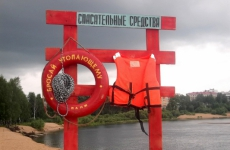 СПАСАТЕЛЬНЫЕ СРЕДСТВА
БРОСАЙ УТОПАЮЩЕМУ